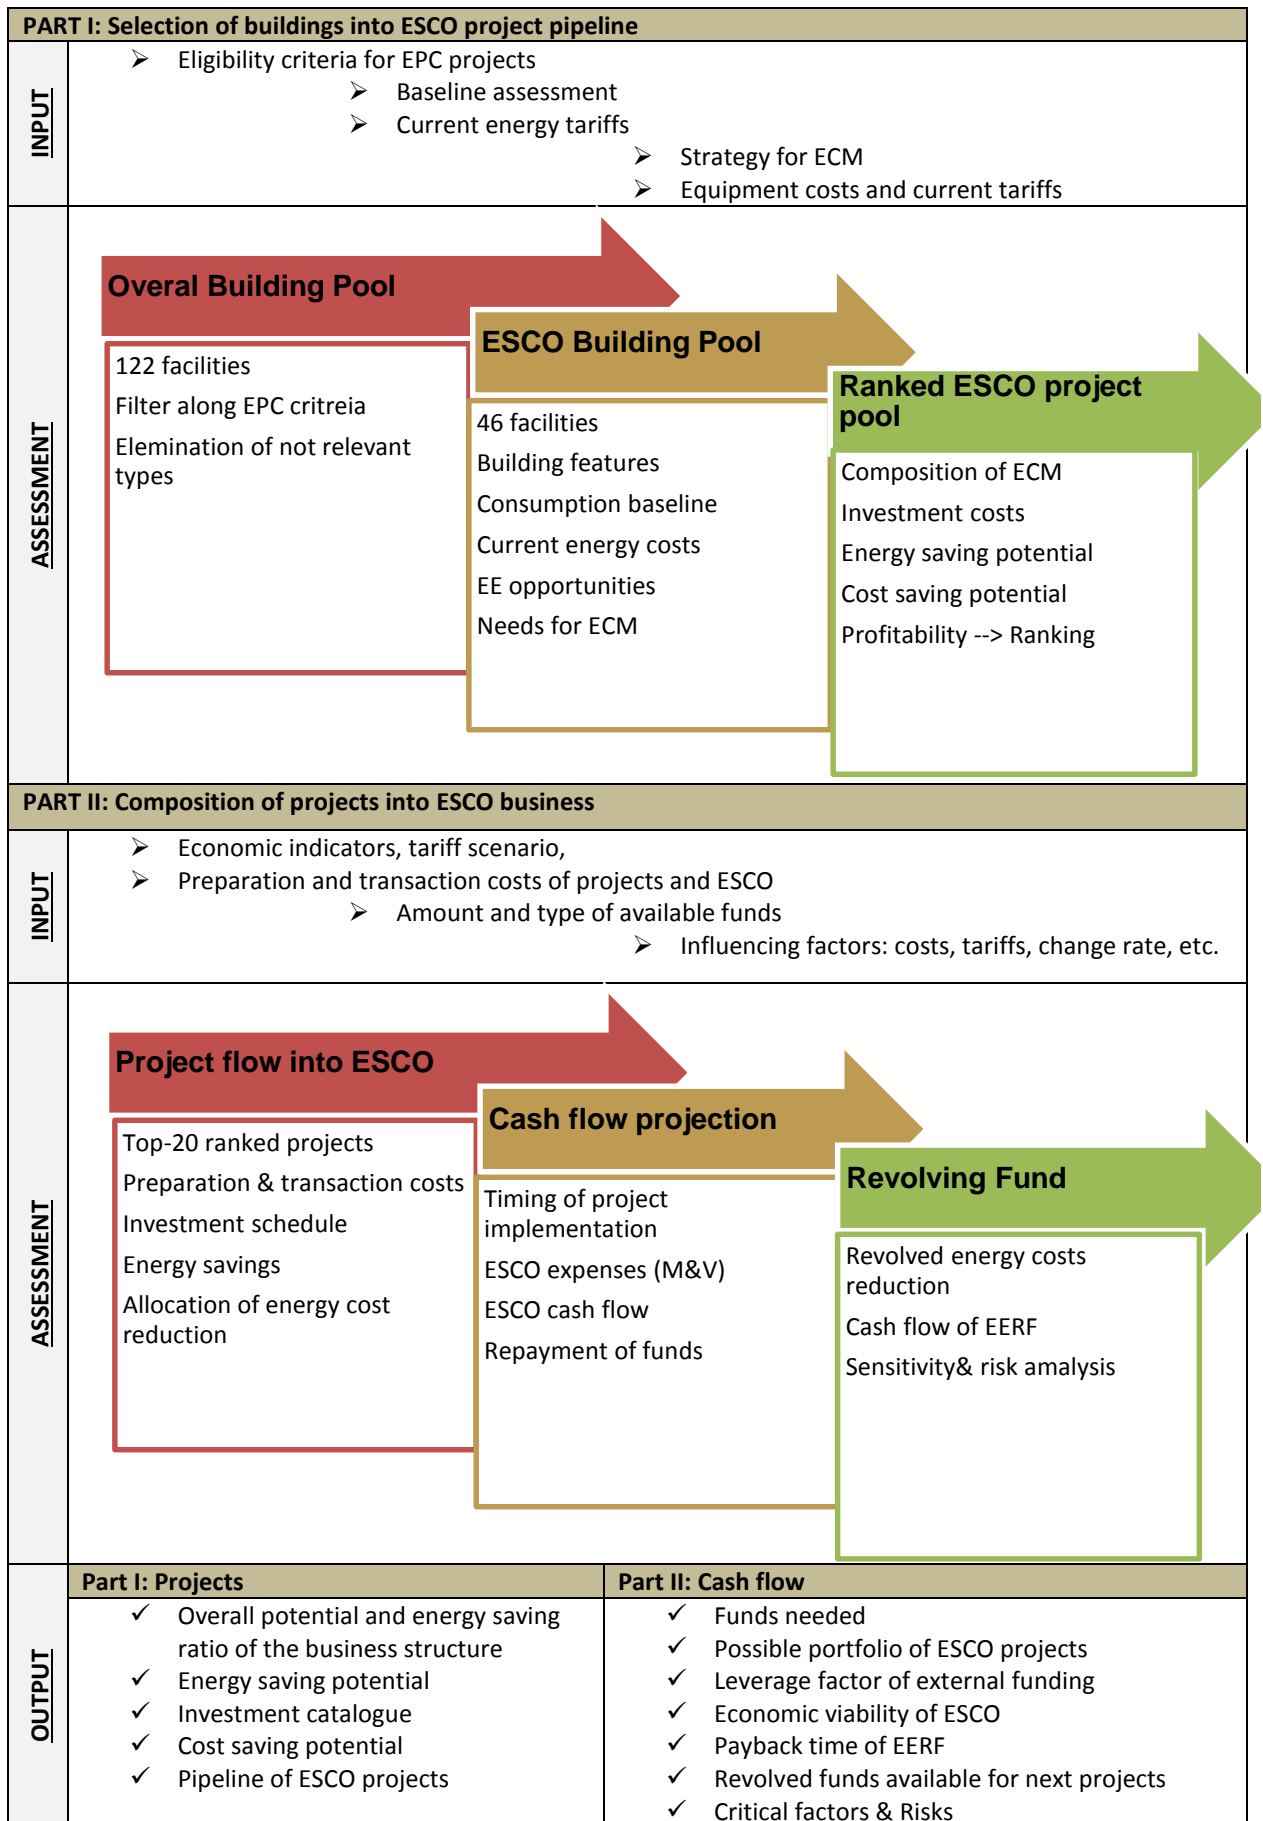 PART I: Selection of buildings into ESCO project pipeline
INPUT
Eligibility criteria for EPC projects
Baseline assessment
Current energy tariffs
Strategy for ECM
Equipment costs and current tariffs
ASSESSMENT
Overal Building Pool
122 facilities
Filter along EPC critreia
Elemination of not relevant
types
ESCO Building Pool
46 facilities
Building features
Consumption baseline
Current energy costs
EE opportunities
Needs for ECM
Ranked ESCO project
pool
Composition of ECM
Investment costs
Energy saving potential
Cost saving potential
Profitability --> Ranking
PART II: Composition of projects into ESCO business
INPUT
Economic indicators, tariff scenario,
Preparation and transaction costs of projects and ESCO
Amount and type of available funds
Influencing factors: costs, tariffs, change rate, etc.
ASSESSMENT
Project flow into ESCO
Top-20 ranked projects
Preparation & transaction costs
Investment schedule
Energy savings
Allocation of energy cost
reduction
Cash flow projection
Timing of project
implementation
ESCO expenses (M&V)
ESCO cash flow
Repayment of funds
Revolving Fund
Revolved energy costs
reduction
Cash flow of EERF
Sensitivity& risk amalysis
OUTPUT
Part I: Projects
✓ Overall potential and energy saving
ratio of the business structure
✓ Energy saving potential
✓ Investment catalogue
✓ Cost saving potential
✓ Pipeline of ESCO projects
Part II: Cash flow
✓ Funds needed
✓ Possible portfolio of ESCO projects
✓ Leverage factor of external funding
✓ Economic viability of ESCO
✓ Payback time of EERF
✓ Revolved funds available for next projects
✓ Critical factors & Risks